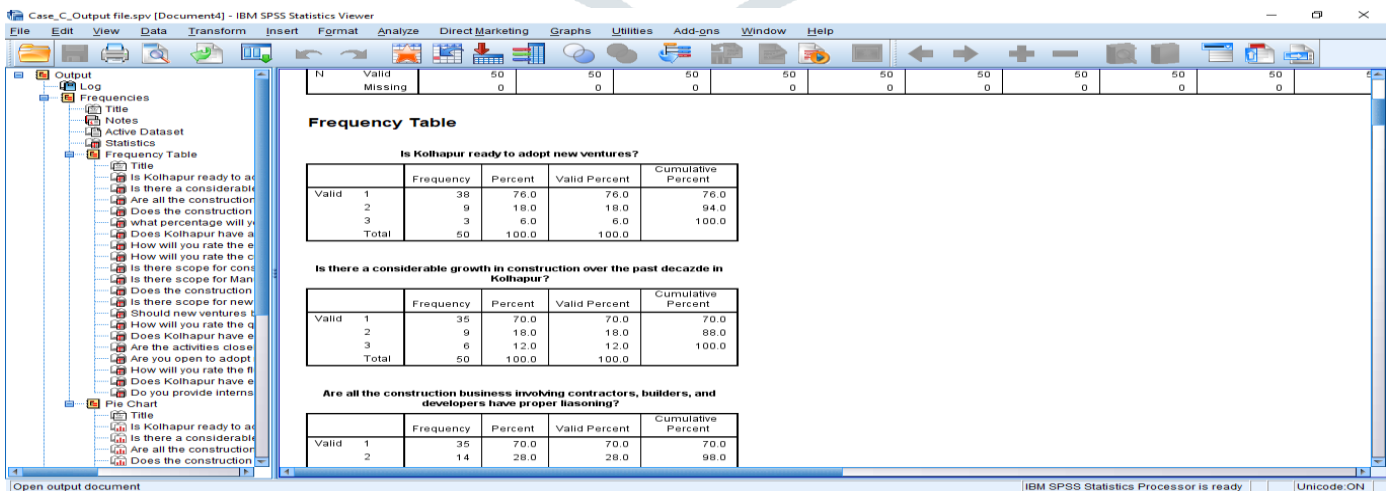 Case_C_Output file.spv [Document4] - IBM SPSS Statistics Viewer
File Edit View Data Transform Insert Format Analyze Direct Marketing Graphs Utilities Add-ons Window Help
Output
Log
Frequencies
Title
Notes
Active Dataset
Statistics
Frequency Table
Title
Is Kolhapur ready to ad
Is there a considerable
Are all the construction
Does the construction
what percentage will y
Does Kolhapur have a
How will you rate the e
How will you rate the c
Is there scope for cons
Is there scope for Man
Does the construction
Is there scope for new
Should new ventures b
How will you rate the q
Does Kolhapur have e
Are the activities close
Are you open to adopt
How will you rate the fl
Does Kolhapur have e
Do you provide interns
Pie Chart
Title
Is Kolhapur ready to ad
Is there a considerable
Are all the construction
Does the construction
N Valid 50 50 50 50 50 50 50 50
Missing 0 0 0 0 0 0 0 0
Frequency Table
Is Kolhapur ready to adopt new ventures?
Frequency Percent Valid Percent Cumulative Percent
Valid 1 38 76.0 76.0 76.0
2 9 18.0 18.0 94.0
3 3 6.0 6.0 100.0
Total 50 100.0 100.0
Is there a considerable growth in construction over the past decazde in
Kolhapur?
Frequency Percent Valid Percent Cumulative Percent
Valid 1 35 70.0 70.0 70.0
2 9 18.0 18.0 88.0
3 6 12.0 12.0 100.0
Total 50 100.0 100.0
Are all the construction business involving contractors, builders, and
developers have proper liasoning?
Frequency Percent Valid Percent Cumulative Percent
Valid 1 35 70.0 70.0 70.0
2 14 28.0 28.0 98.0
Open output document
IBM SPSS Statistics Processor is ready Unicode:ON